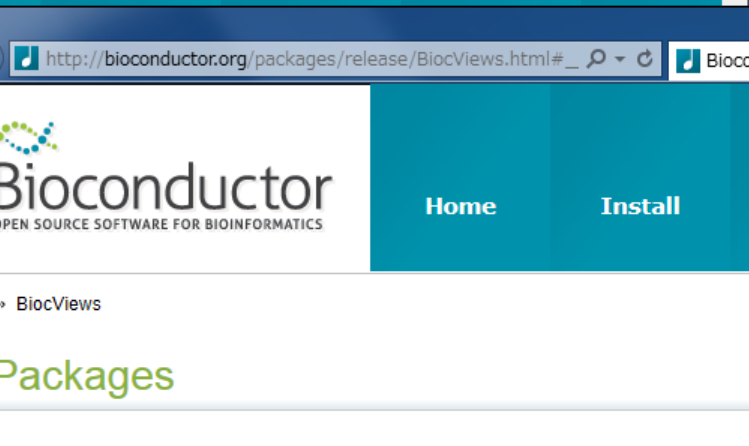 http://bioconductor.org/packages/release/BiocViews.html#_
Bioconductor
OPEN SOURCE SOFTWARE FOR BIOINFORMATICS
Home
Install
BiocViews
Packages